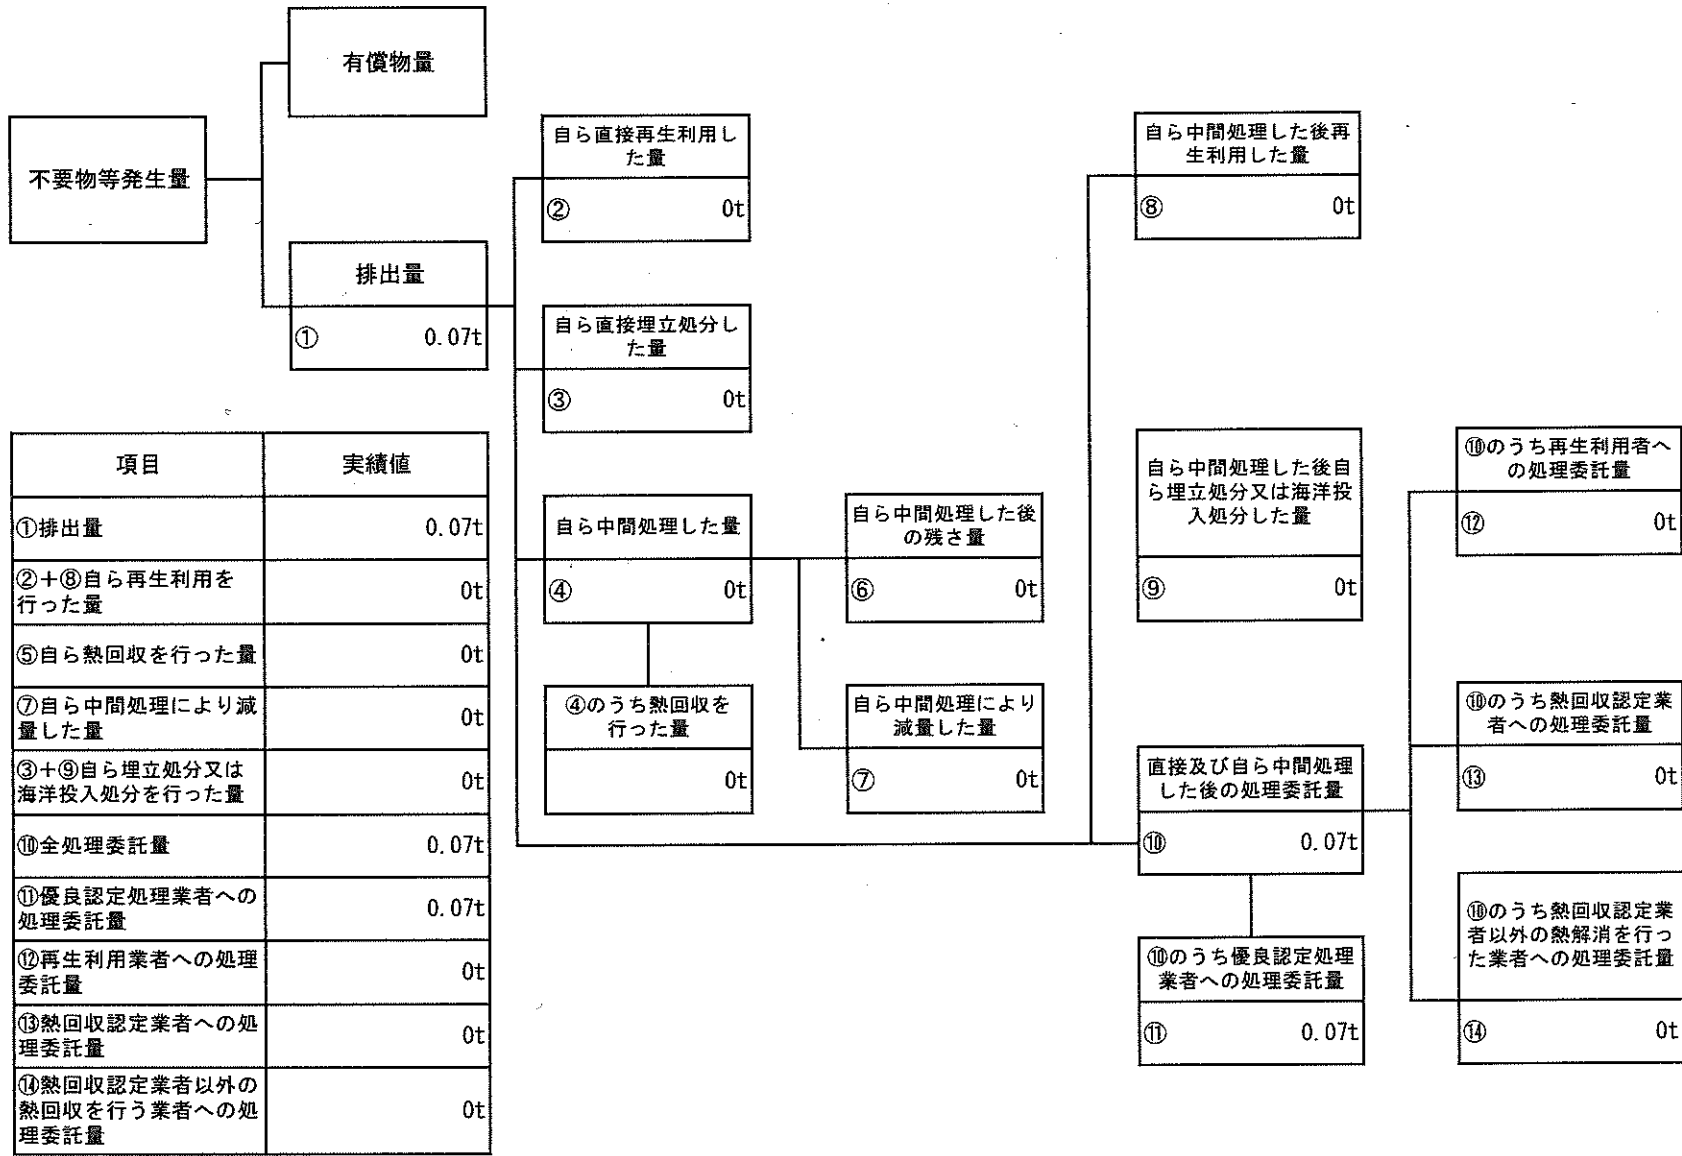 有償物量
不要物等発生量
排出量
① 0.07t
自ら直接再生利用し
た量
② 0t
自ら直接埋立処分し
た量
③ 0t
自ら中間処理した量
④ 0t
④のうち熱回収を
行った量
0t
自ら中間処理した後
の残さ量
⑥ 0t
自ら中間処理により
減量した量
⑦ 0t
自ら中間処理した後再
生利用した量
⑧ 0t
自ら中間処理した後自
ら埋立処分又は海洋投
入処分した量
⑨ 0t
直接及び自ら中間処理
した後の処理委託量
⑩ 0.07t
⑩のうち優良認定処理
業者への処理委託量
⑪ 0.07t
⑩のうち再生利用者へ
の処理委託量
⑫ 0t
⑩のうち熱回収認定業
者への処理委託量
⑬ 0t
⑩のうち熱回収認定業
者以外の熱解消を行っ
た業者への処理委託量
⑭ 0t
項目 実績値
①排出量 0.07t
②+⑧自ら再生利用を
行った量 0t
⑤自ら熱回収を行った量 0t
⑦自ら中間処理により減
量した量 0t
③+⑨自ら埋立処分又は
海洋投入処分を行った量 0t
⑩全処理委託量 0.07t
⑪優良認定処理業者への
処理委託量 0.07t
⑫再生利用業者への処理
委託量 0t
⑬熱回収認定業者への処
理委託量 0t
⑭熱回収認定業者以外の
熱回収を行う業者への処
理委託量 0t